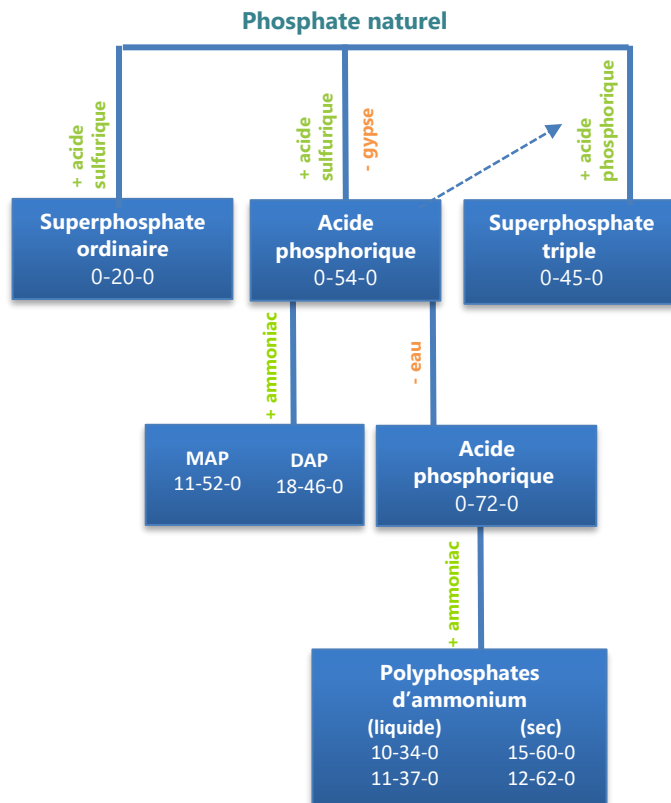 Phosphate naturel
+ acide
sulfurique
+ acide
sulfurique
- gypse
+ acide
phosphorique
Superphosphate
ordinaire
0-20-0
Acide
phosphorique
0-54-0
Superphosphate
triple
0-45-0
+ ammoniac
- eau
MAP
11-52-0
DAP
18-46-0
Acide
phosphorique
0-72-0
+ ammoniac
Polyphosphates
d’ammonium
(liquide) (sec)
10-34-0 15-60-0
11-37-0 12-62-0